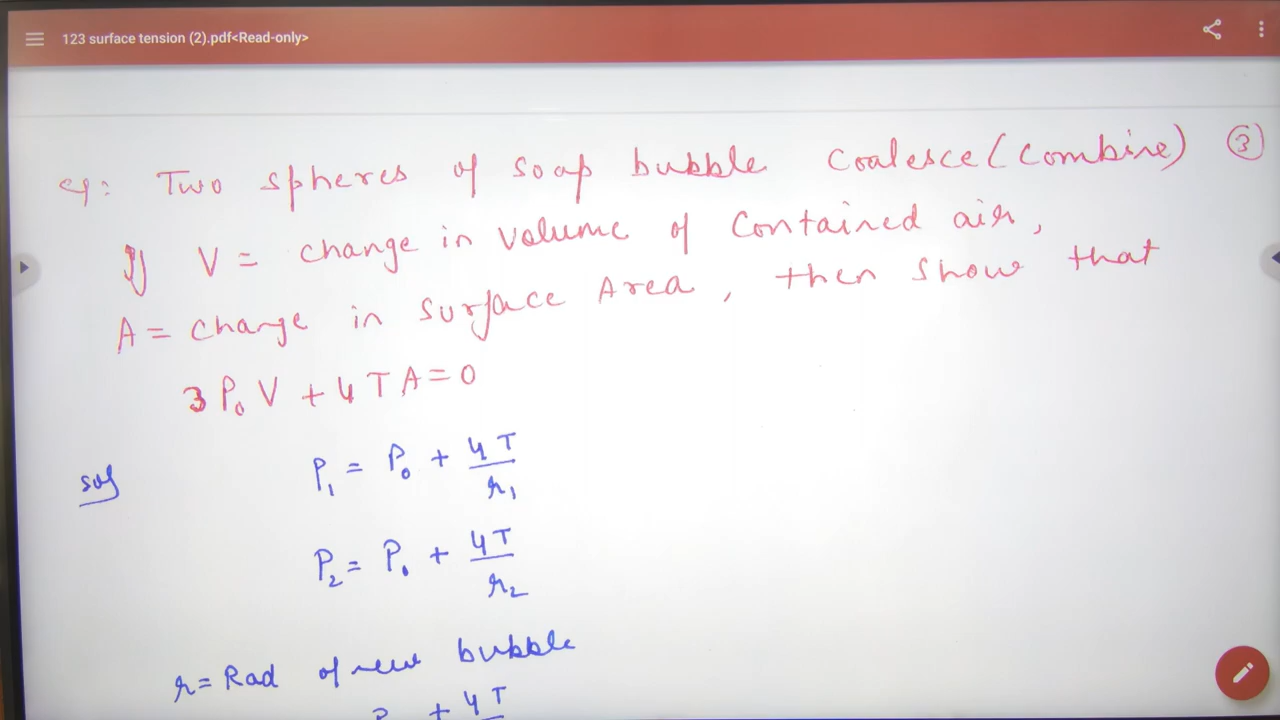 123 surface tension (2).pdf<Read-only>
eg: Two spheres of soap bubble Coalesce (Combine) ③
If V = change in volume of Contained air,
A = change in surface Area, then show that
3 P₀ V + 4 T A = 0
sol P₁ = P₀ + 4T/r₁
P₂ = P₀ + 4T/r₂
r = Rad of new bubble
P + 4T